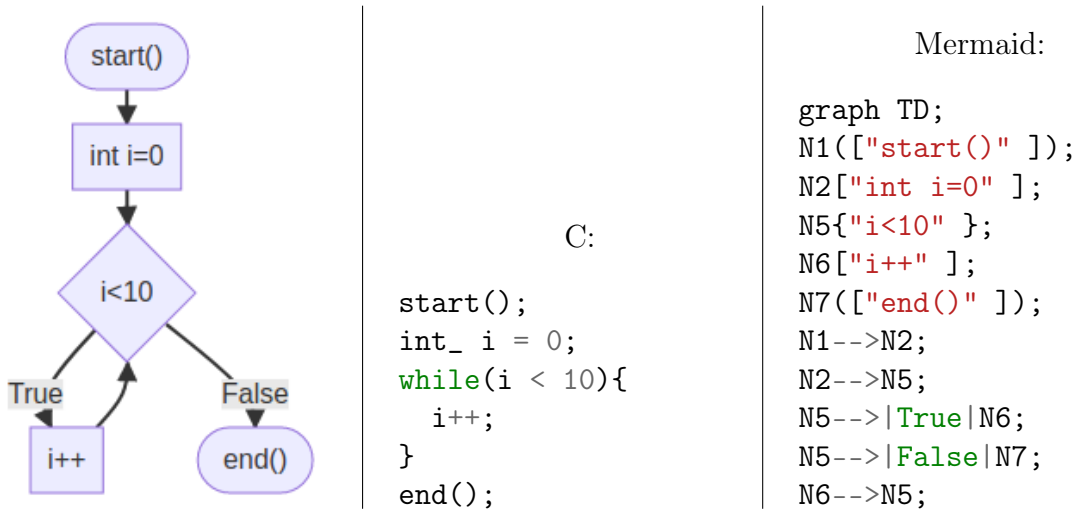 start()
int i=0
i<10
True
False
i++
end()
C:
start();
int_ i = 0;
while(i < 10){
  i++;
}
end();
Mermaid:
graph TD;
N1(["start()" ]);
N2["int i=0" ];
N5{"i<10" };
N6["i++" ];
N7(["end()" ]);
N1-->N2;
N2-->N5;
N5-->|True|N6;
N5-->|False|N7;
N6-->N5;